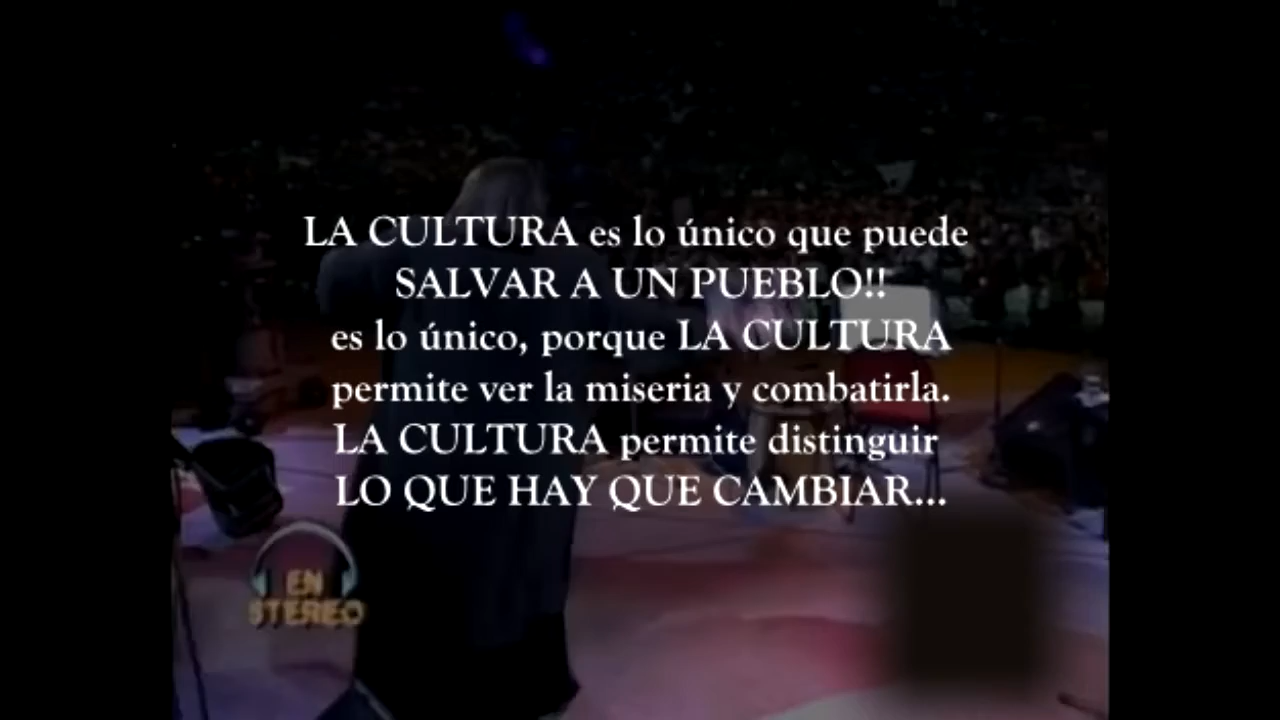 LA CULTURA es lo único que puede
SALVAR A UN PUEBLO!!
es lo único, porque LA CULTURA
permite ver la miseria y combatirla.
LA CULTURA permite distinguir
LO QUE HAY QUE CAMBIAR...
EN
STEREO